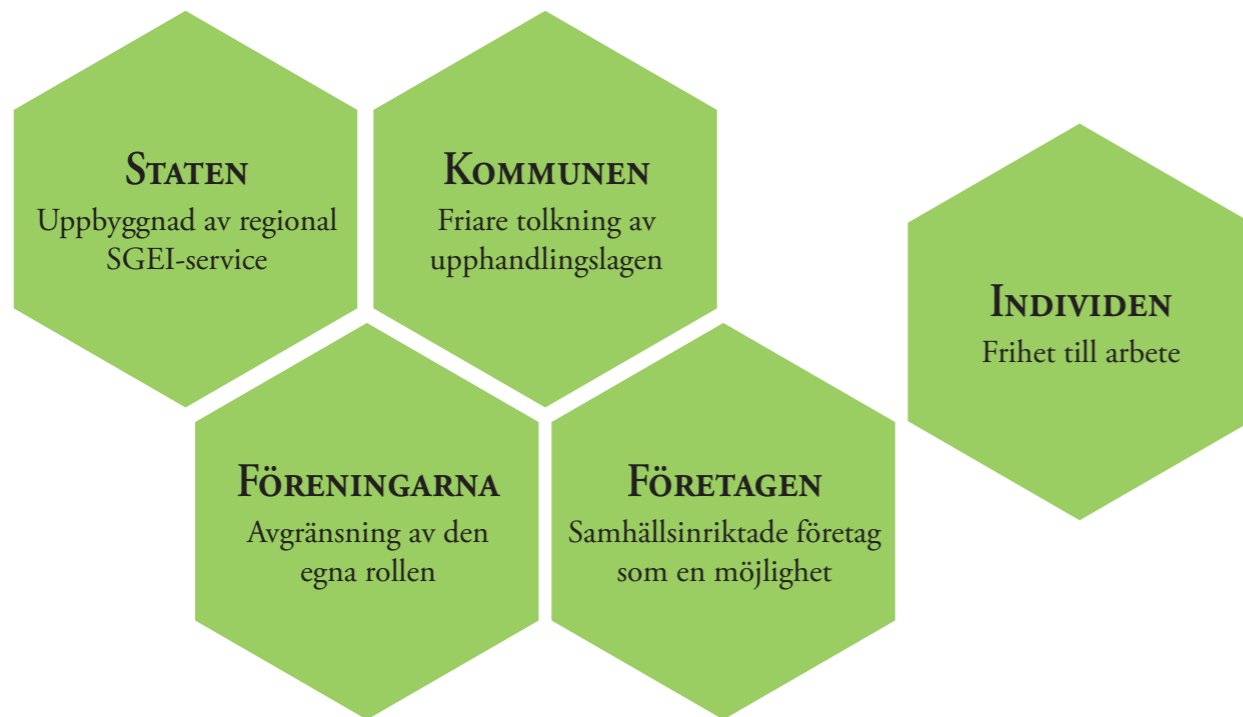 STATEN
Uppbyggnad av regional
SGEI-service
KOMMUNEN
Friare tolkning av
upphandlingslagen
INDIVIDEN
Frihet till arbete
FÖRENINGARNA
Avgränsning av den
egna rollen
FÖRETAGEN
Samhällsinriktade företag
som en möjlighet